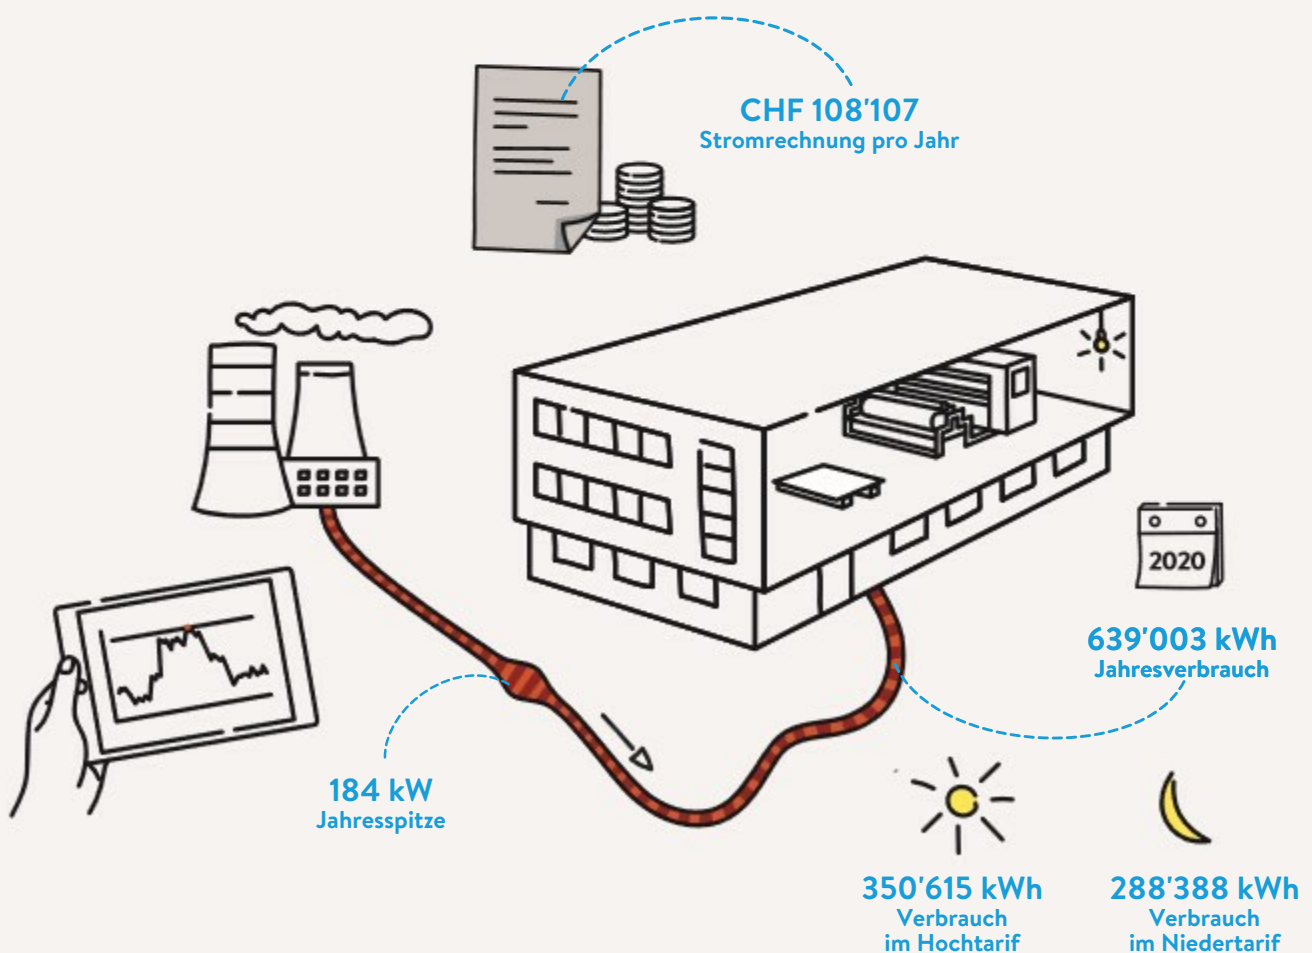 CHF 108'107
Stromrechnung pro Jahr
2020
639'003 kWh
Jahresverbrauch
184 kW
Jahresspitze
350'615 kWh
Verbrauch
im Hochtarif
288'388 kWh
Verbrauch
im Niedertarif